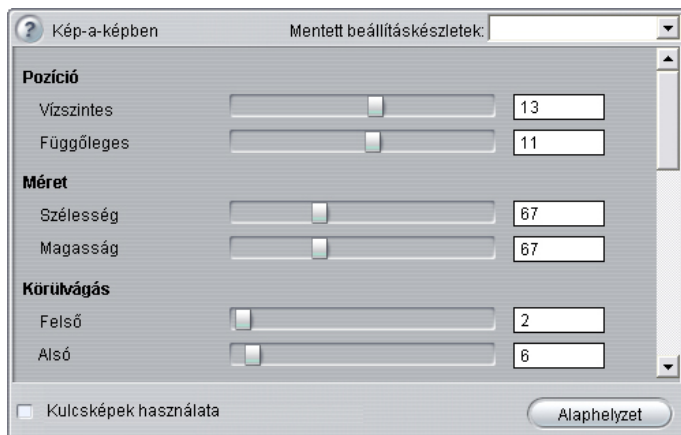 ? Kép-a-képben Mentett beállításkészletek:
Pozíció
Vízszintes 13
Függőleges 11
Méret
Szélesség 67
Magasság 67
Körülvágás
Felső 2
Alsó 6
Kulcsképek használata Alaphelyzet